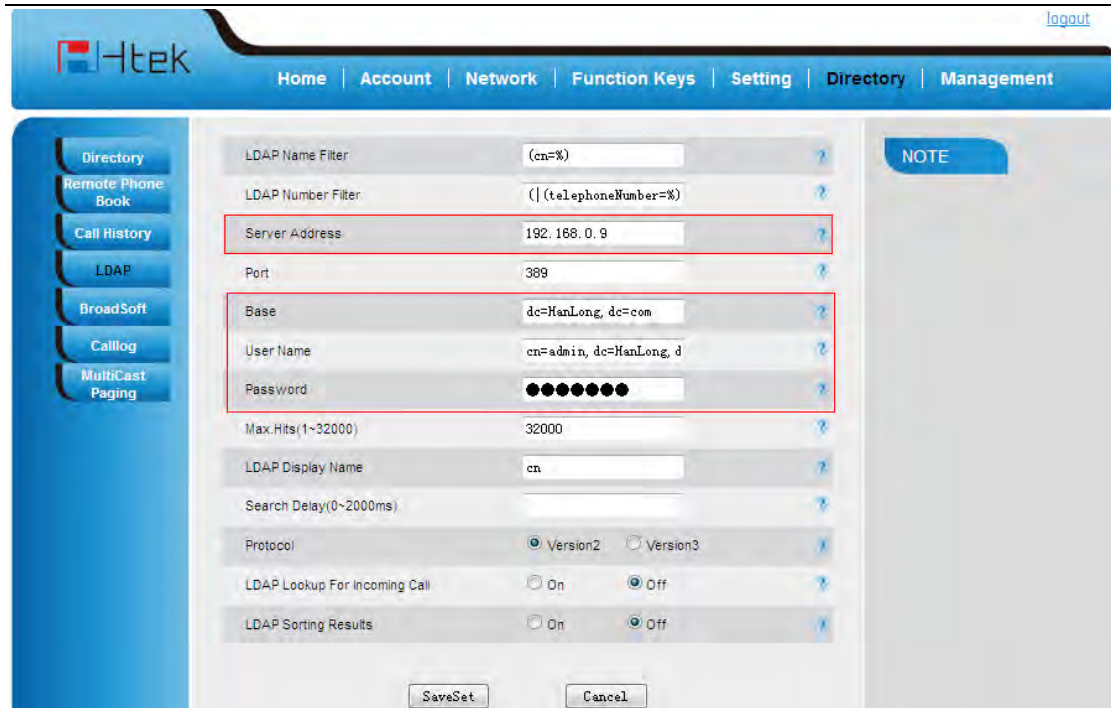 logout
Htek
Home | Account | Network | Function Keys | Setting | Directory | Management
Directory
Remote Phone
Book
Call History
LDAP
BroadSoft
Calllog
MultiCast
Paging
LDAP Name Filter (cn=%) ?
LDAP Number Filter (|(telephoneNumber=%) ?
Server Address 192.168.0.9 ?
Port 389 ?
Base dc=HanLong,dc=com ?
User Name cn=admin,dc=HanLong,d ?
Password ●●●●●●● ?
Max.Hits(1~32000) 32000 ?
LDAP Display Name cn ?
Search Delay(0~2000ms) ?
Protocol Version2 Version3 ?
LDAP Lookup For Incoming Call On Off ?
LDAP Sorting Results On Off ?
SaveSet Cancel
NOTE